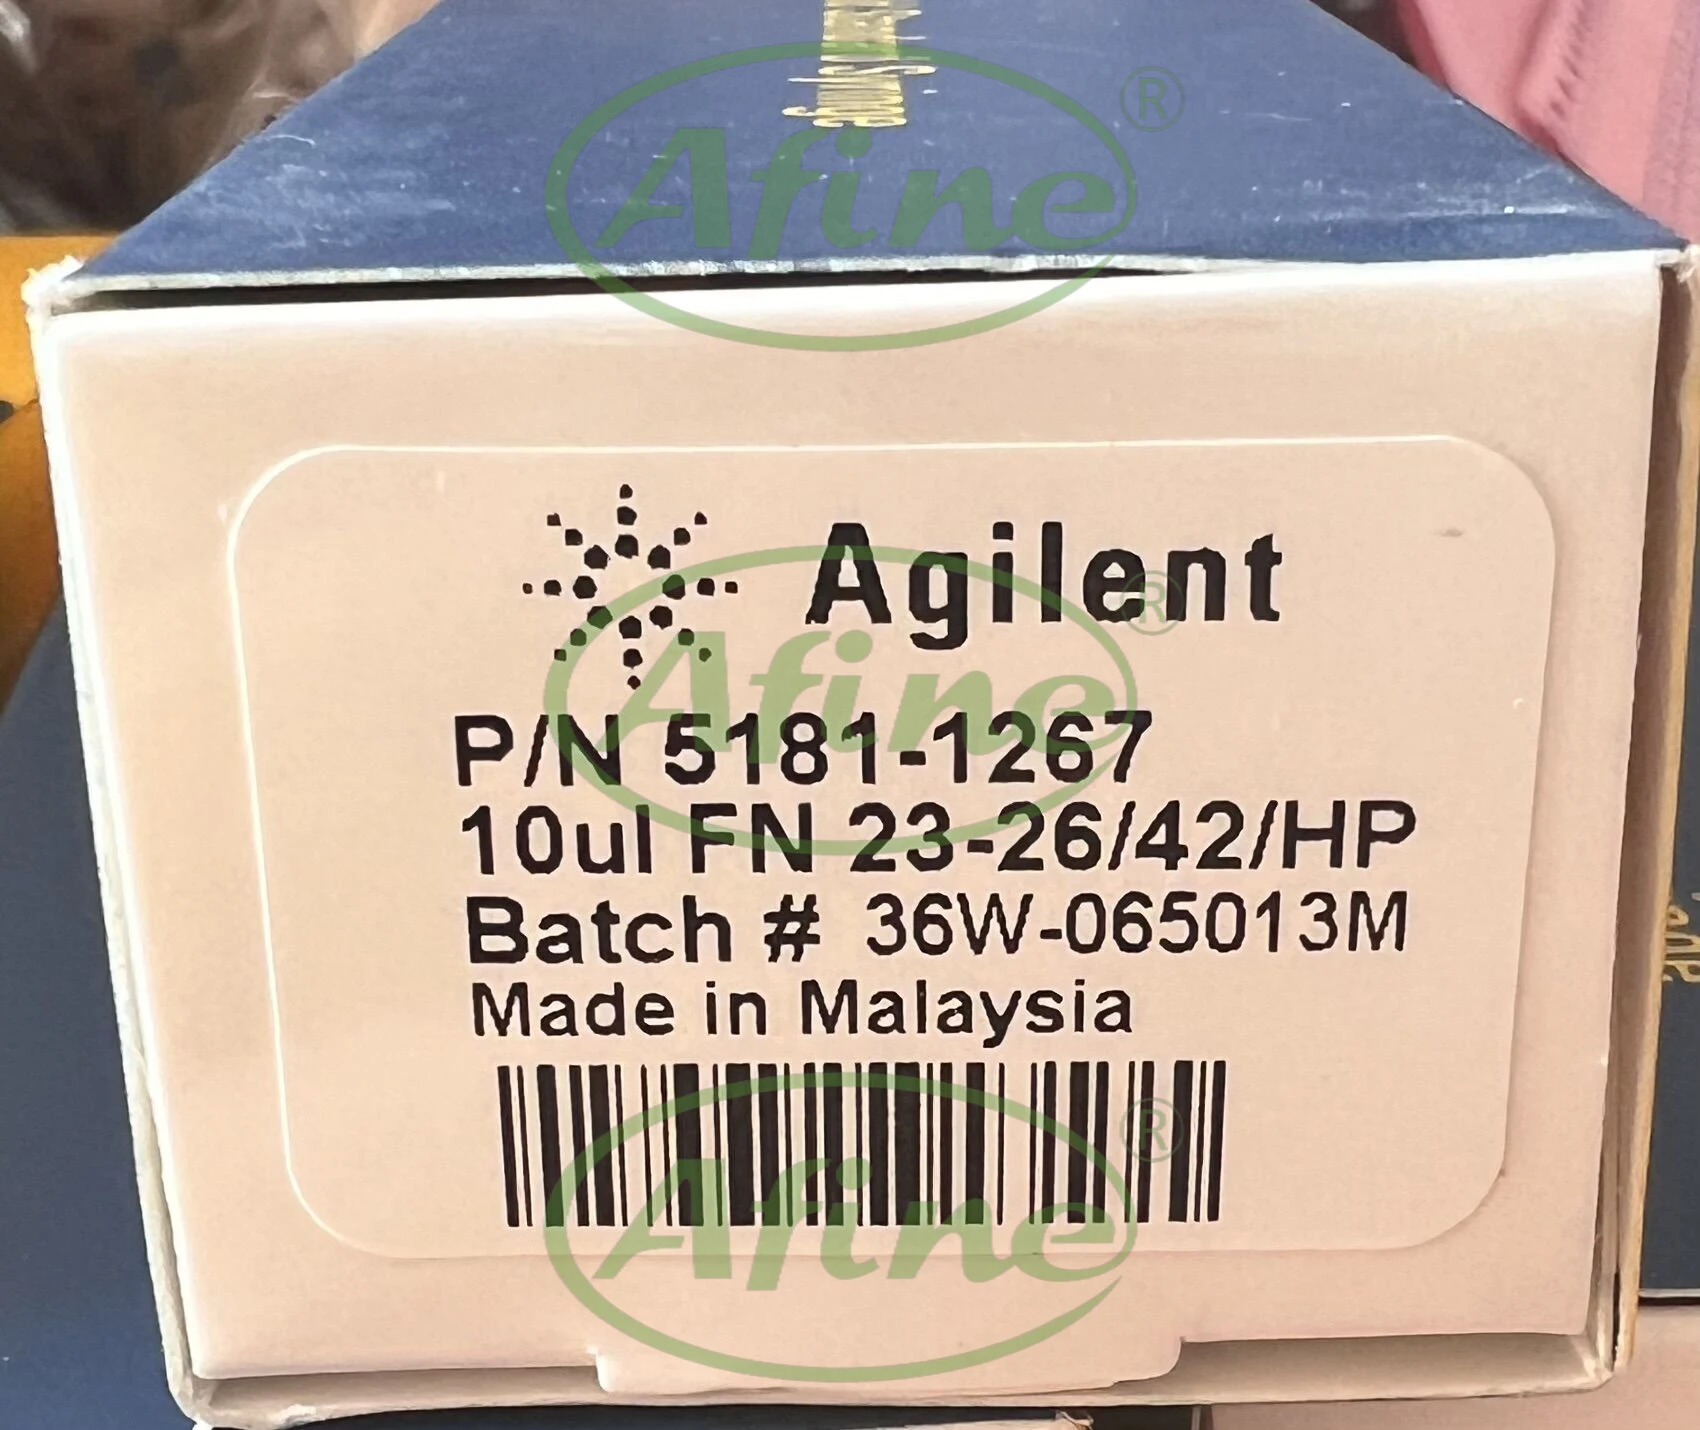 Afine ®
Agilent
Afine ®
P/N 5181-1267
10ul FN 23-26/42/HP
Batch # 36W-065013M
Made in Malaysia
Afine ®